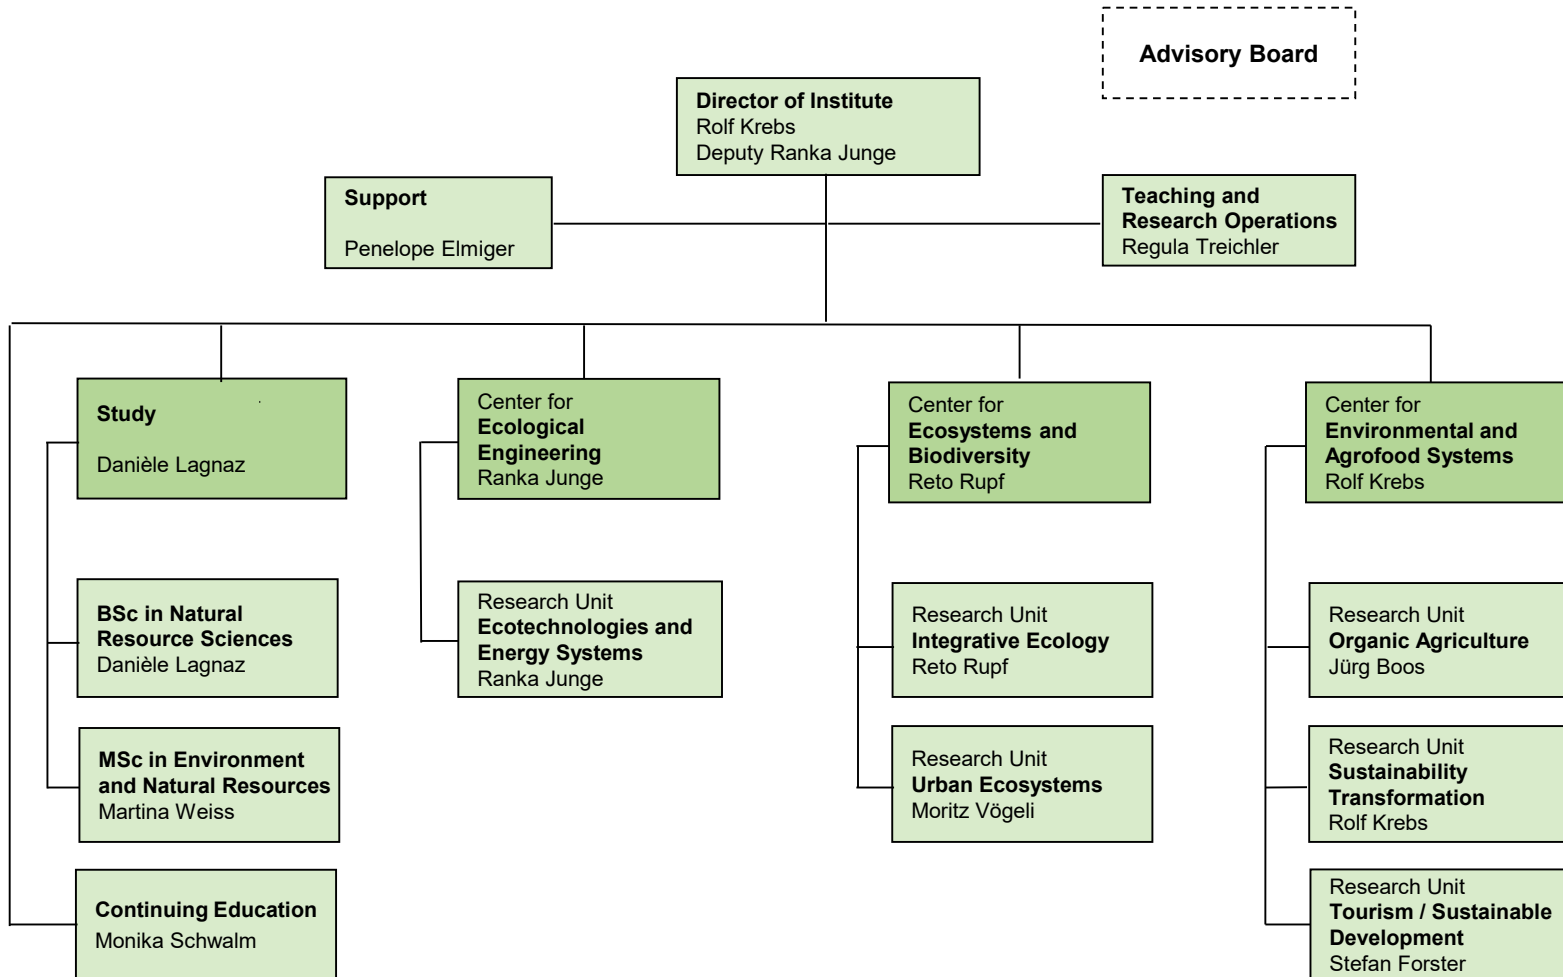 Advisory Board
Director of Institute
Rolf Krebs
Deputy Ranka Junge
Support
Penelope Elmiger
Teaching and
Research Operations
Regula Treichler
Study
Danièle Lagnaz
Center for
Ecological
Engineering
Ranka Junge
Center for
Ecosystems and
Biodiversity
Reto Rupf
Center for
Environmental and
Agrofood Systems
Rolf Krebs
BSc in Natural
Resource Sciences
Danièle Lagnaz
Research Unit
Ecotechnologies and
Energy Systems
Ranka Junge
Research Unit
Integrative Ecology
Reto Rupf
Research Unit
Organic Agriculture
Jürg Boos
MSc in Environment
and Natural Resources
Martina Weiss
Research Unit
Urban Ecosystems
Moritz Vögeli
Research Unit
Sustainability
Transformation
Rolf Krebs
Continuing Education
Monika Schwalm
Research Unit
Tourism / Sustainable
Development
Stefan Forster